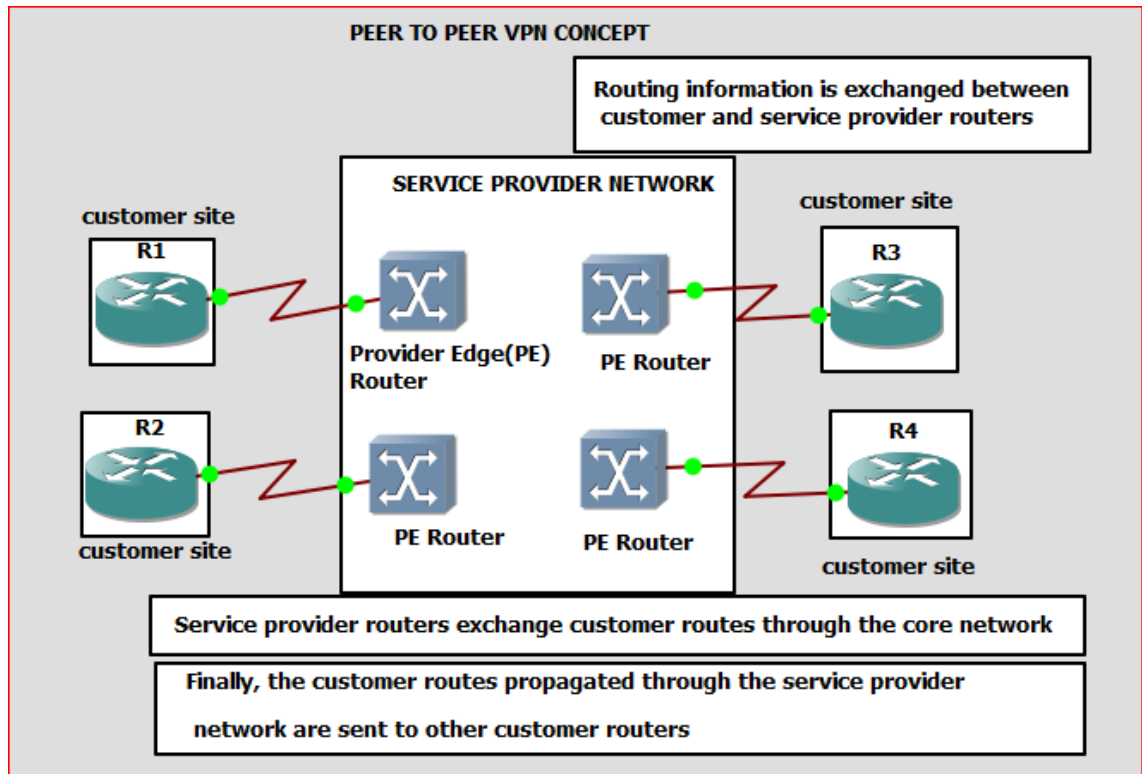 PEER TO PEER VPN CONCEPT
Routing information is exchanged between
customer and service provider routers
SERVICE PROVIDER NETWORK
customer site
R1
customer site
R3
Provider Edge(PE)
Router
PE Router
R2
customer site
PE Router
PE Router
R4
customer site
Service provider routers exchange customer routes through the core network
Finally, the customer routes propagated through the service provider
network are sent to other customer routers